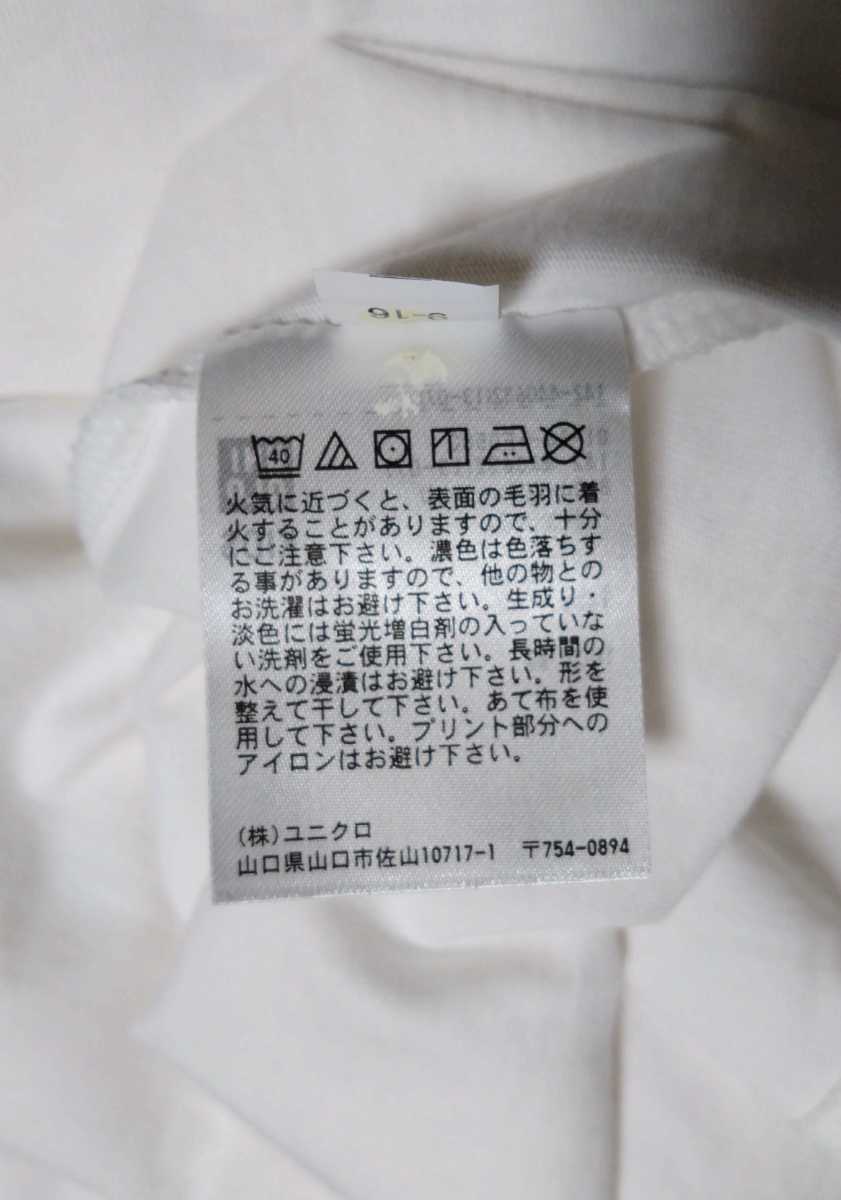 9-16
40
火気に近づくと、表面の毛羽に着
火することがありますので、十分
にご注意下さい。濃色は色落ちす
る事がありますので、他の物との
お洗濯はお避け下さい。生成り・
淡色には蛍光増白剤の入っていな
い洗剤をご使用下さい。長時間の
水への浸漬はお避け下さい。形を
整えて干して下さい。あて布を使
用して下さい。プリント部分への
アイロンはお避け下さい。
(株)ユニクロ
山口県山口市佐山10717-1 〒754-0894